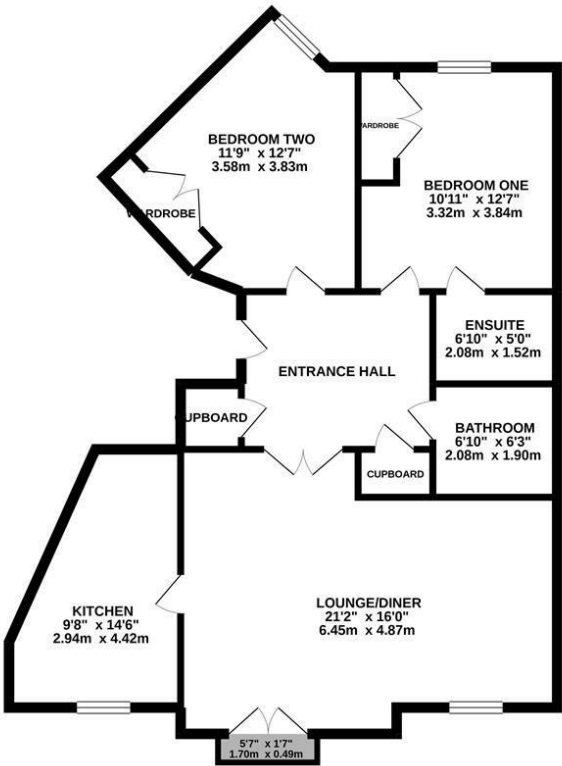 BEDROOM TWO
11'9" x 12'7"
3.58m x 3.83m
WARDROBE
WARDROBE
BEDROOM ONE
10'11" x 12'7"
3.32m x 3.84m
ENSUITE
6'10" x 5'0"
2.08m x 1.52m
ENTRANCE HALL
CUPBOARD
BATHROOM
6'10" x 6'3"
2.08m x 1.90m
CUPBOARD
KITCHEN
9'8" x 14'6"
2.94m x 4.42m
LOUNGE/DINER
21'2" x 16'0"
6.45m x 4.87m
5'7" x 1'7"
1.70m x 0.49m